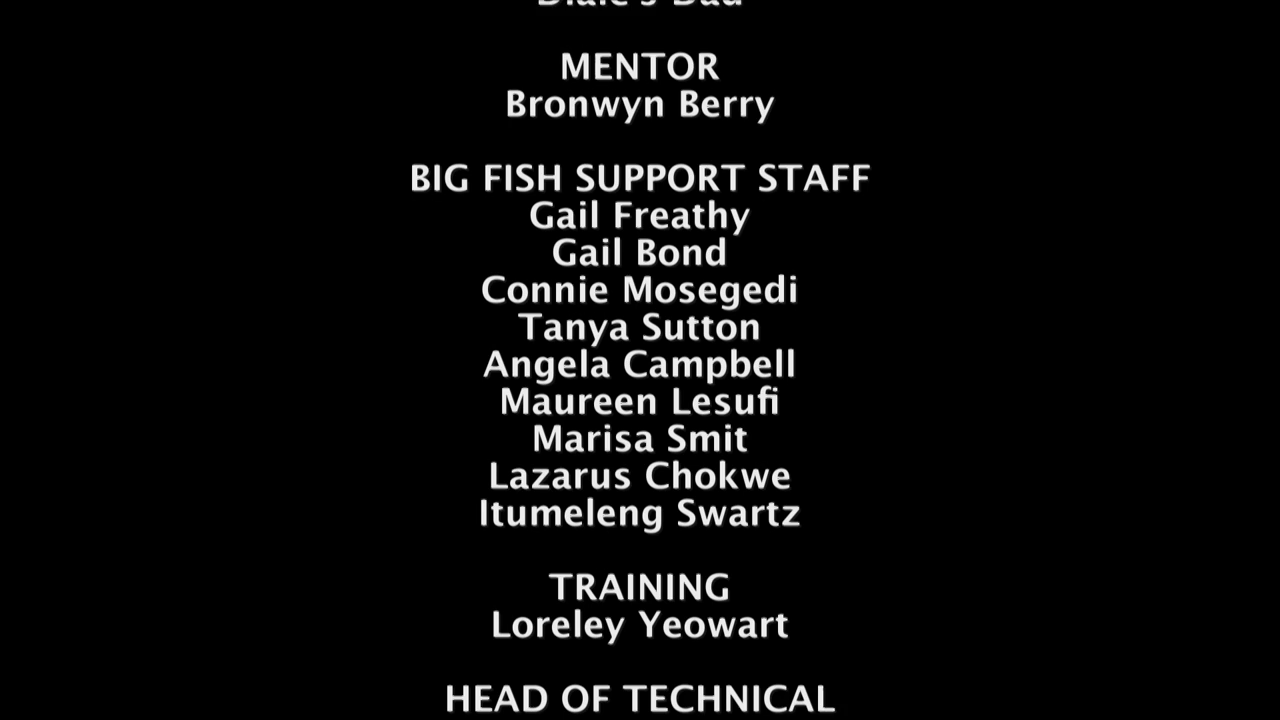 MENTOR
Bronwyn Berry
BIG FISH SUPPORT STAFF
Gail Freathy
Gail Bond
Connie Mosegedi
Tanya Sutton
Angela Campbell
Maureen Lesufi
Marisa Smit
Lazarus Chokwe
Itumeleng Swartz
TRAINING
Loreley Yeowart
HEAD OF TECHNICAL